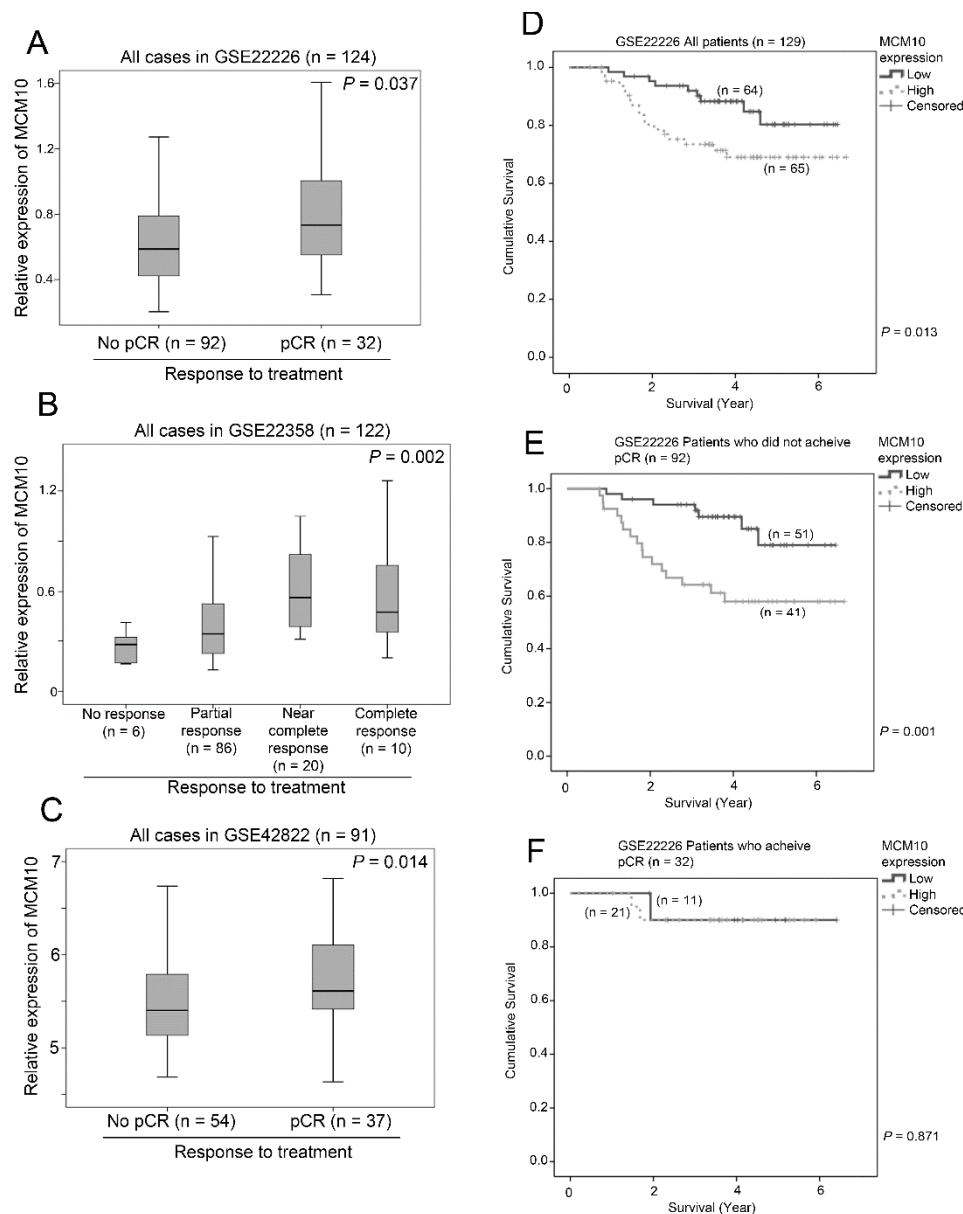 A
All cases in GSE22226 (n = 124)
P = 0.037
Relative expression of MCM10
1.6
1.2
0.8
0.4
No pCR (n = 92)
pCR (n = 32)
Response to treatment
B
All cases in GSE22358 (n = 122)
P = 0.002
Relative expression of MCM10
1.2
0.6
0
No response
(n = 6)
Partial
response
(n = 86)
Near
complete
response
(n = 20)
Complete
response
(n = 10)
Response to treatment
C
All cases in GSE42822 (n = 91)
P = 0.014
Relative expression of MCM10
7
6
5
No pCR (n = 54)
pCR (n = 37)
Response to treatment
D
GSE22226 All patients (n = 129)
MCM10
expression
Low
High
Censored
(n = 64)
(n = 65)
Cumulative Survival
1.0
0.8
0.6
0.4
0.2
0.0
0
2
4
6
Survival (Year)
P = 0.013
E
GSE22226 Patients who did not acheive
pCR (n = 92)
MCM10
expression
Low
High
Censored
(n = 51)
(n = 41)
Cumulative Survival
1.0
0.8
0.6
0.4
0.2
0.0
0
2
4
6
Survival (Year)
P = 0.001
F
GSE22226 Patients who acheive
pCR (n = 32)
MCM10
expression
Low
High
Censored
(n = 11)
(n = 21)
Cumulative Survival
1.0
0.8
0.6
0.4
0.2
0.0
0
2
4
6
Survival (Year)
P = 0.871